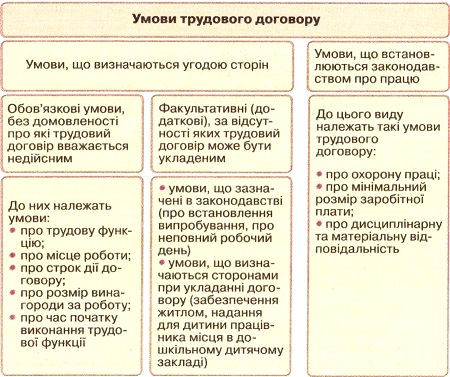 Умови трудового договору
Умови, що визначаються угодою сторін
Умови, що встанов-
люються законодав-
ством про працю
Обов'язкові умови,
без домовленості
про які трудовий
договір вважається
недійсним
Факультативні (до-
даткові), за відсут-
ності яких трудовий
договір може бути
укладеним
До цього виду
належать такі умови
трудового
договору:
• про охорону праці;
• про мінімальний
розмір заробітної
плати;
• про дисциплінарну
та матеріальну від-
повідальність
До них належать
умови:
• про трудову функ-
цію;
• про місце роботи;
• про строк дії до-
говору;
• про розмір вина-
городи за роботу;
• про час початку
виконання трудо-
вої функції
• умови, що зазна-
чені в законодавстві
(про встановлення
випробування, про
неповний робочий
день)
• умови, що визна-
чаються сторонами
при укладанні дого-
вору (забезпечення
житлом, надання
для дитини праців-
ника місця в до-
шкільному дитячому
закладі)